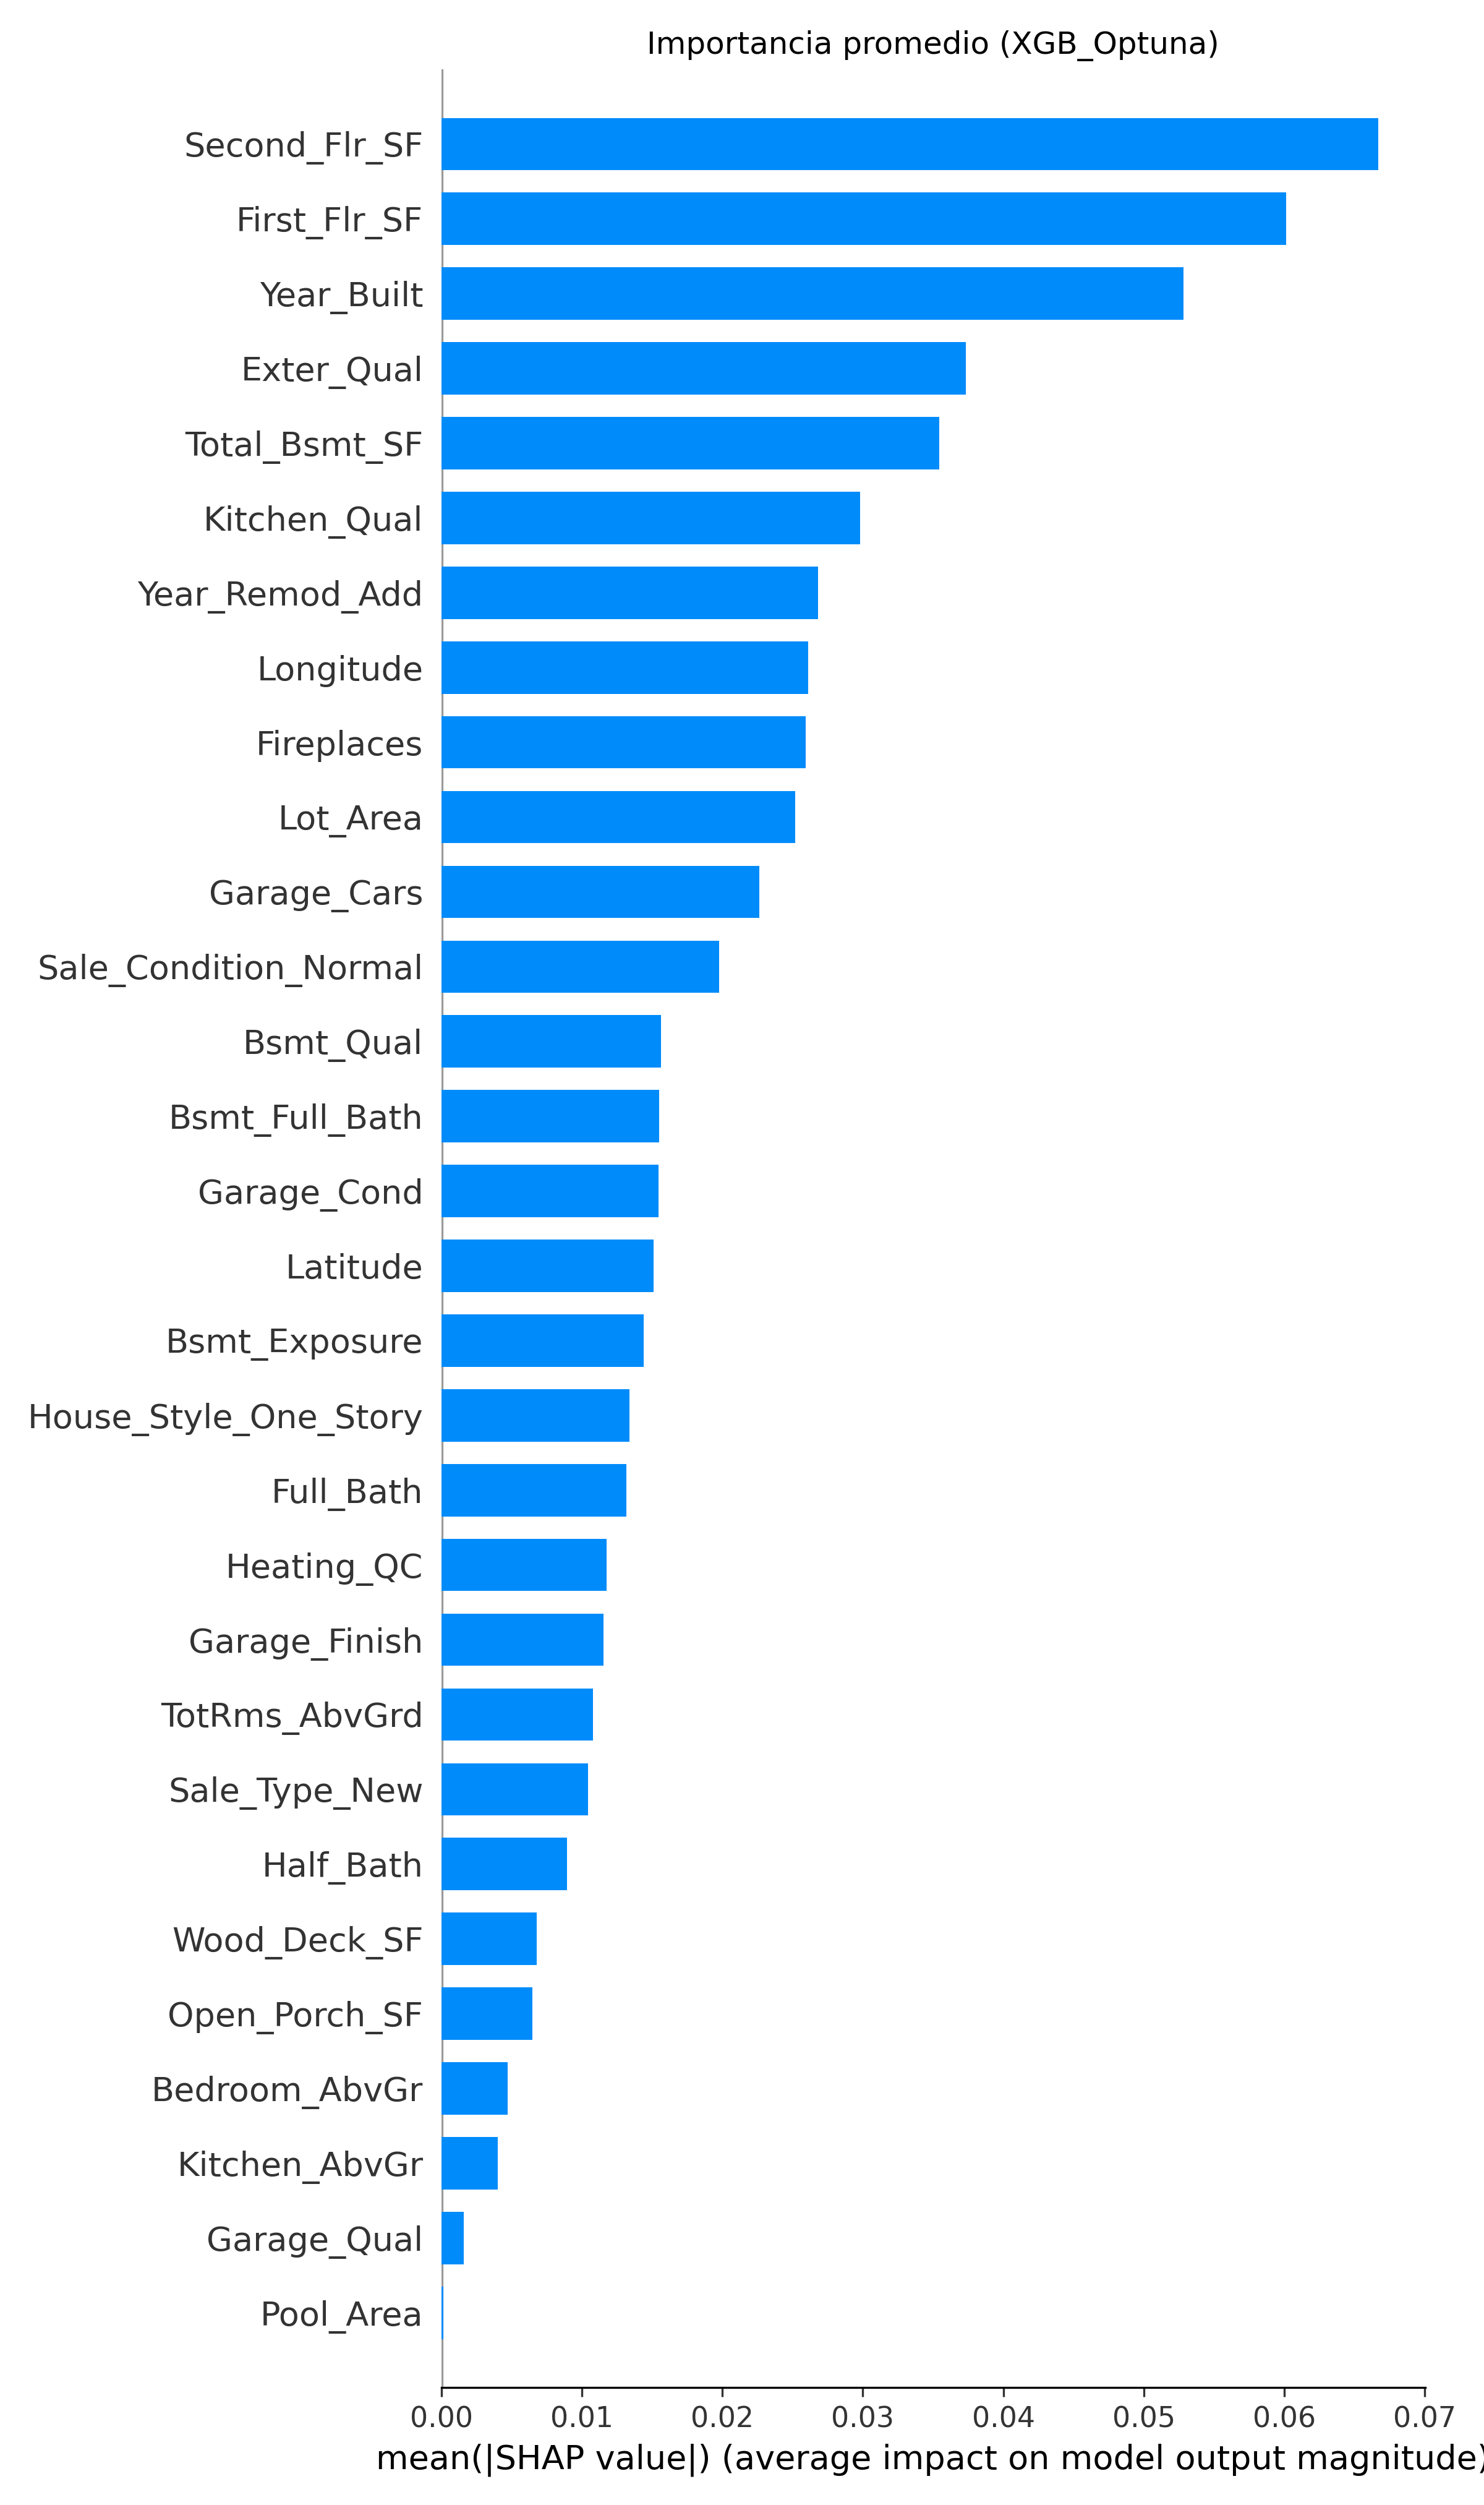 Importancia promedio (XGB_Optuna)
Second_Flr_SF
First_Flr_SF
Year_Built
Exter_Qual
Total_Bsmt_SF
Kitchen_Qual
Year_Remod_Add
Longitude
Fireplaces
Lot_Area
Garage_Cars
Sale_Condition_Normal
Bsmt_Qual
Bsmt_Full_Bath
Garage_Cond
Latitude
Bsmt_Exposure
House_Style_One_Story
Full_Bath
Heating_QC
Garage_Finish
TotRms_AbvGrd
Sale_Type_New
Half_Bath
Wood_Deck_SF
Open_Porch_SF
Bedroom_AbvGr
Kitchen_AbvGr
Garage_Qual
Pool_Area
0.00 0.01 0.02 0.03 0.04 0.05 0.06 0.07
mean(|SHAP value|) (average impact on model output magnitude)